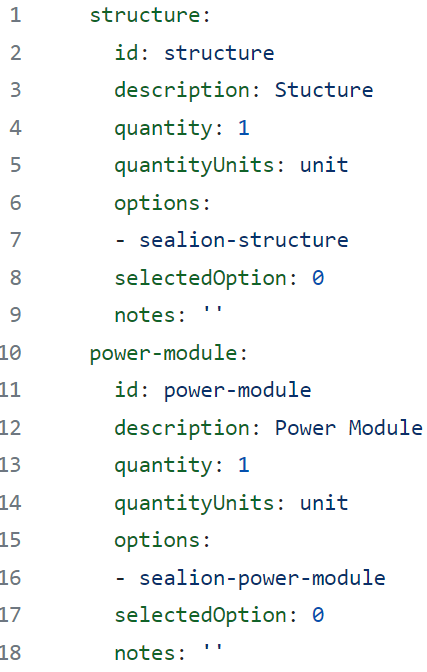 1 structure:
2 id: structure
3 description: Stucture
4 quantity: 1
5 quantityUnits: unit
6 options:
7 - sealion-structure
8 selectedOption: 0
9 notes: ''
10 power-module:
11 id: power-module
12 description: Power Module
13 quantity: 1
14 quantityUnits: unit
15 options:
16 - sealion-power-module
17 selectedOption: 0
18 notes: ''